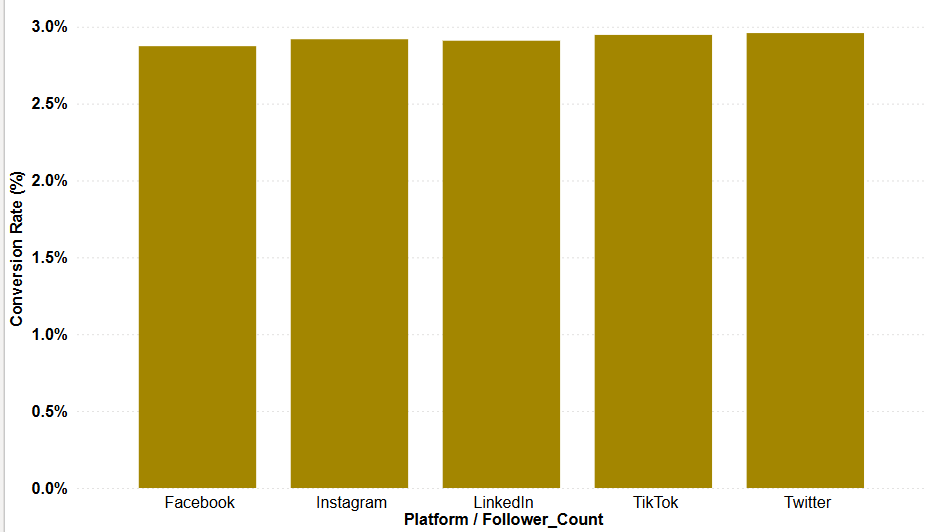 3.0%
2.5%
2.0%
1.5%
1.0%
0.5%
0.0%
Conversion Rate (%)
Facebook Instagram LinkedIn TikTok Twitter
Platform / Follower_Count